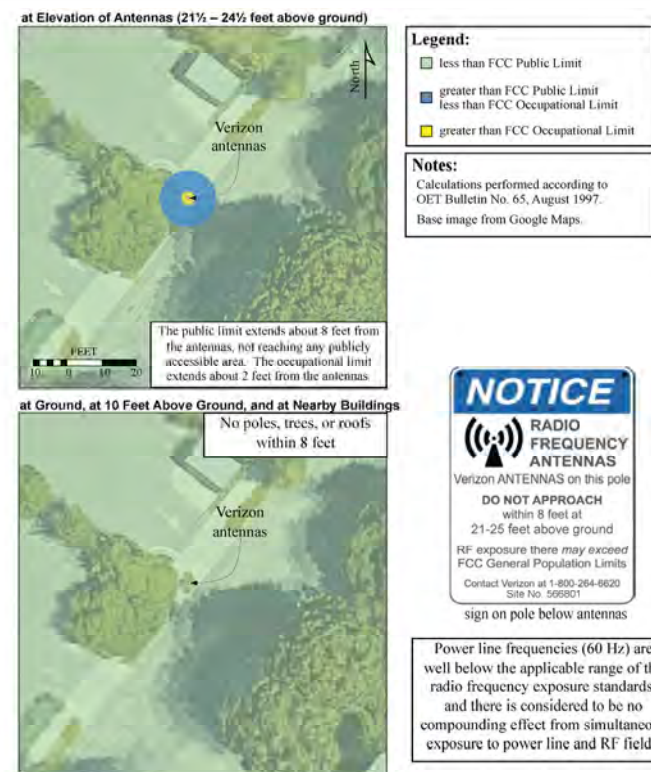 at Elevation of Antennas (21½ – 24½ feet above ground)
North
Verizon
antennas
The public limit extends about 8 feet from
the antennas, not reaching any publicly
accessible area. The occupational limit
extends about 2 feet from the antennas
FEET
10 0 10 20
Legend:
less than FCC Public Limit
greater than FCC Public Limit
less than FCC Occupational Limit
greater than FCC Occupational Limit
Notes:
Calculations performed according to
OET Bulletin No. 65, August 1997.
Base image from Google Maps.
at Ground, at 10 Feet Above Ground, and at Nearby Buildings
No poles, trees, or roofs
within 8 feet
Verizon
antennas
NOTICE
RADIO
FREQUENCY
ANTENNAS
Verizon ANTENNAS on this pole
DO NOT APPROACH
within 8 feet at
21-25 feet above ground
RF exposure there may exceed
FCC General Population Limits
Contact Verizon at 1-800-264-6620
Site No. 566801
sign on pole below antennas
Power line frequencies (60 Hz) are
well below the applicable range of th
radio frequency exposure standards
and there is considered to be no
compounding effect from simultaneo
exposure to power line and RF field